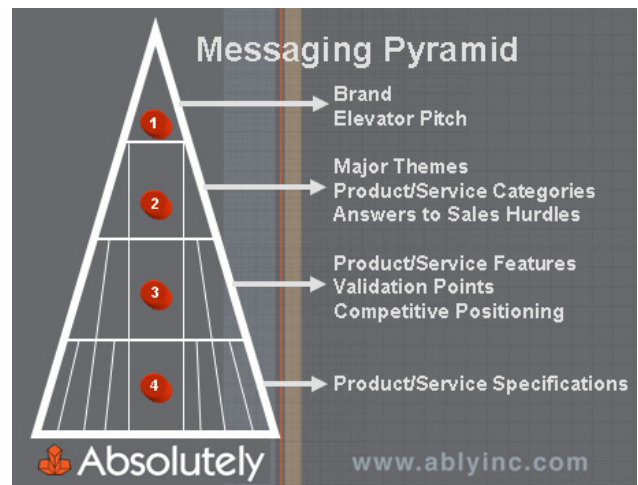 Messaging Pyramid
1
Brand
Elevator Pitch
2
Major Themes
Product/Service Categories
Answers to Sales Hurdles
3
Product/Service Features
Validation Points
Competitive Positioning
4
Product/Service Specifications
Absolutely
www.ablyinc.com